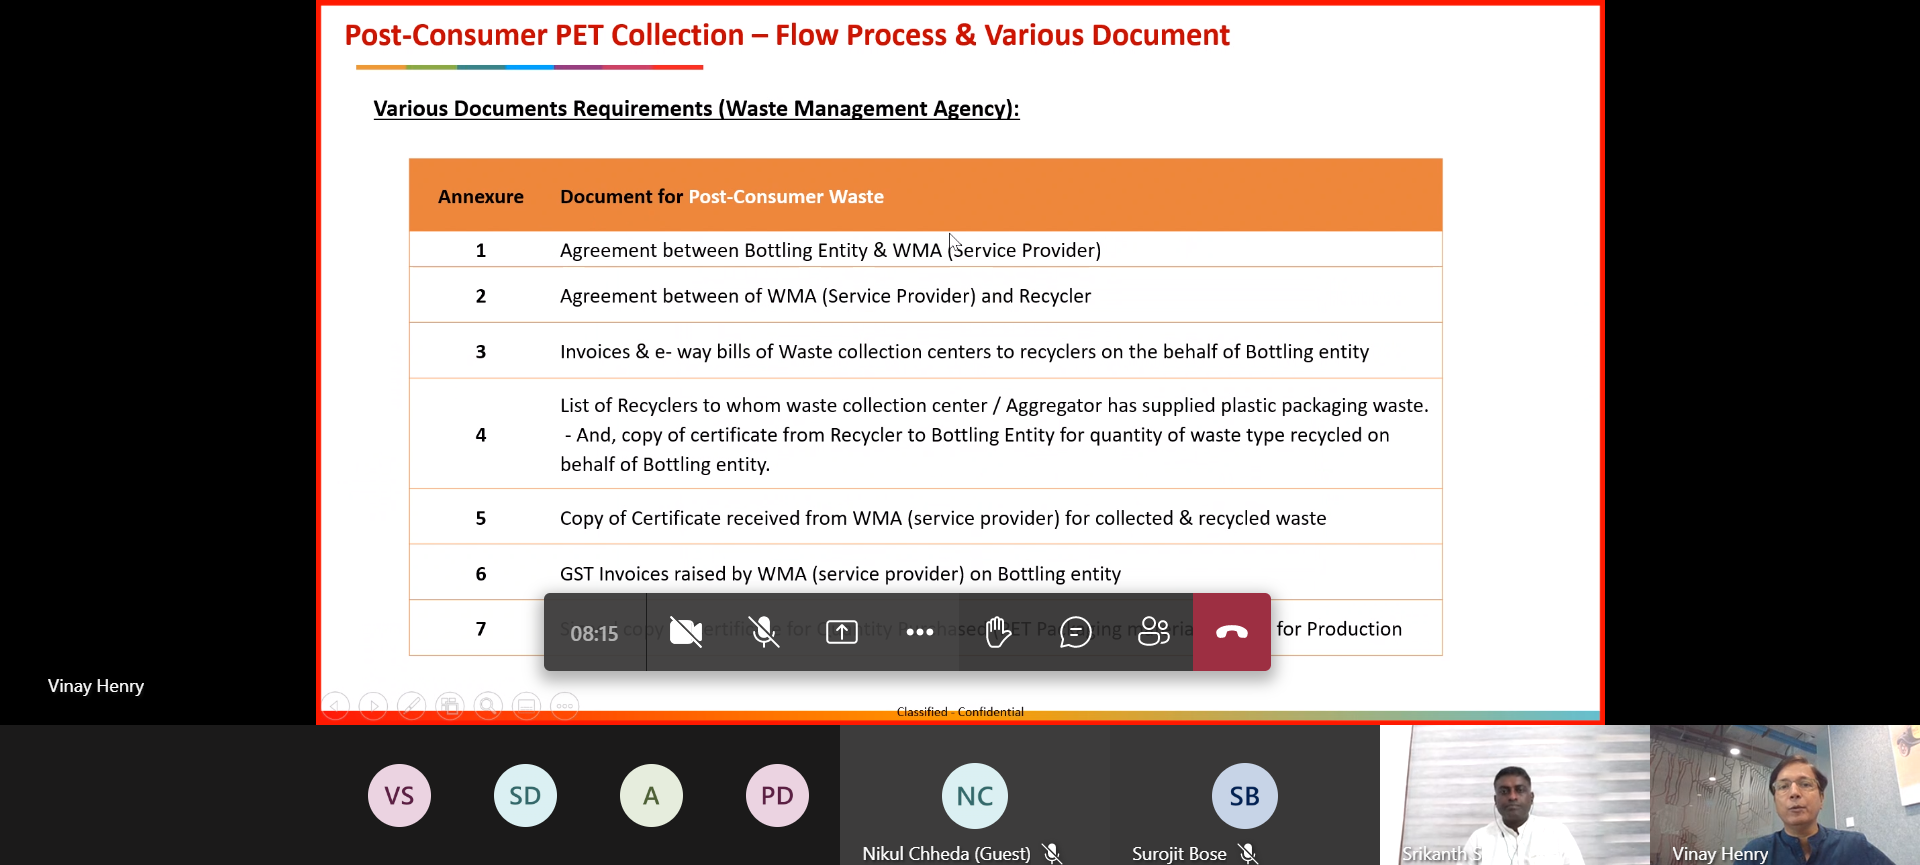 Post-Consumer PET Collection – Flow Process & Various Document
Various Documents Requirements (Waste Management Agency):
Annexure Document for Post-Consumer Waste
1 Agreement between Bottling Entity & WMA (Service Provider)
2 Agreement between of WMA (Service Provider) and Recycler
3 Invoices & e- way bills of Waste collection centers to recyclers on the behalf of Bottling entity
4 List of Recyclers to whom waste collection center / Aggregator has supplied plastic packaging waste.
- And, copy of certificate from Recycler to Bottling Entity for quantity of waste type recycled on
behalf of Bottling entity.
5 Copy of Certificate received from WMA (service provider) for collected & recycled waste
6 GST Invoices raised by WMA (service provider) on Bottling entity
7 for Production
08:15
Vinay Henry
Classified - Confidential
VS SD A PD NC SB
Nikul Chheda (Guest) Surojit Bose Srikanth S Vinay Henry